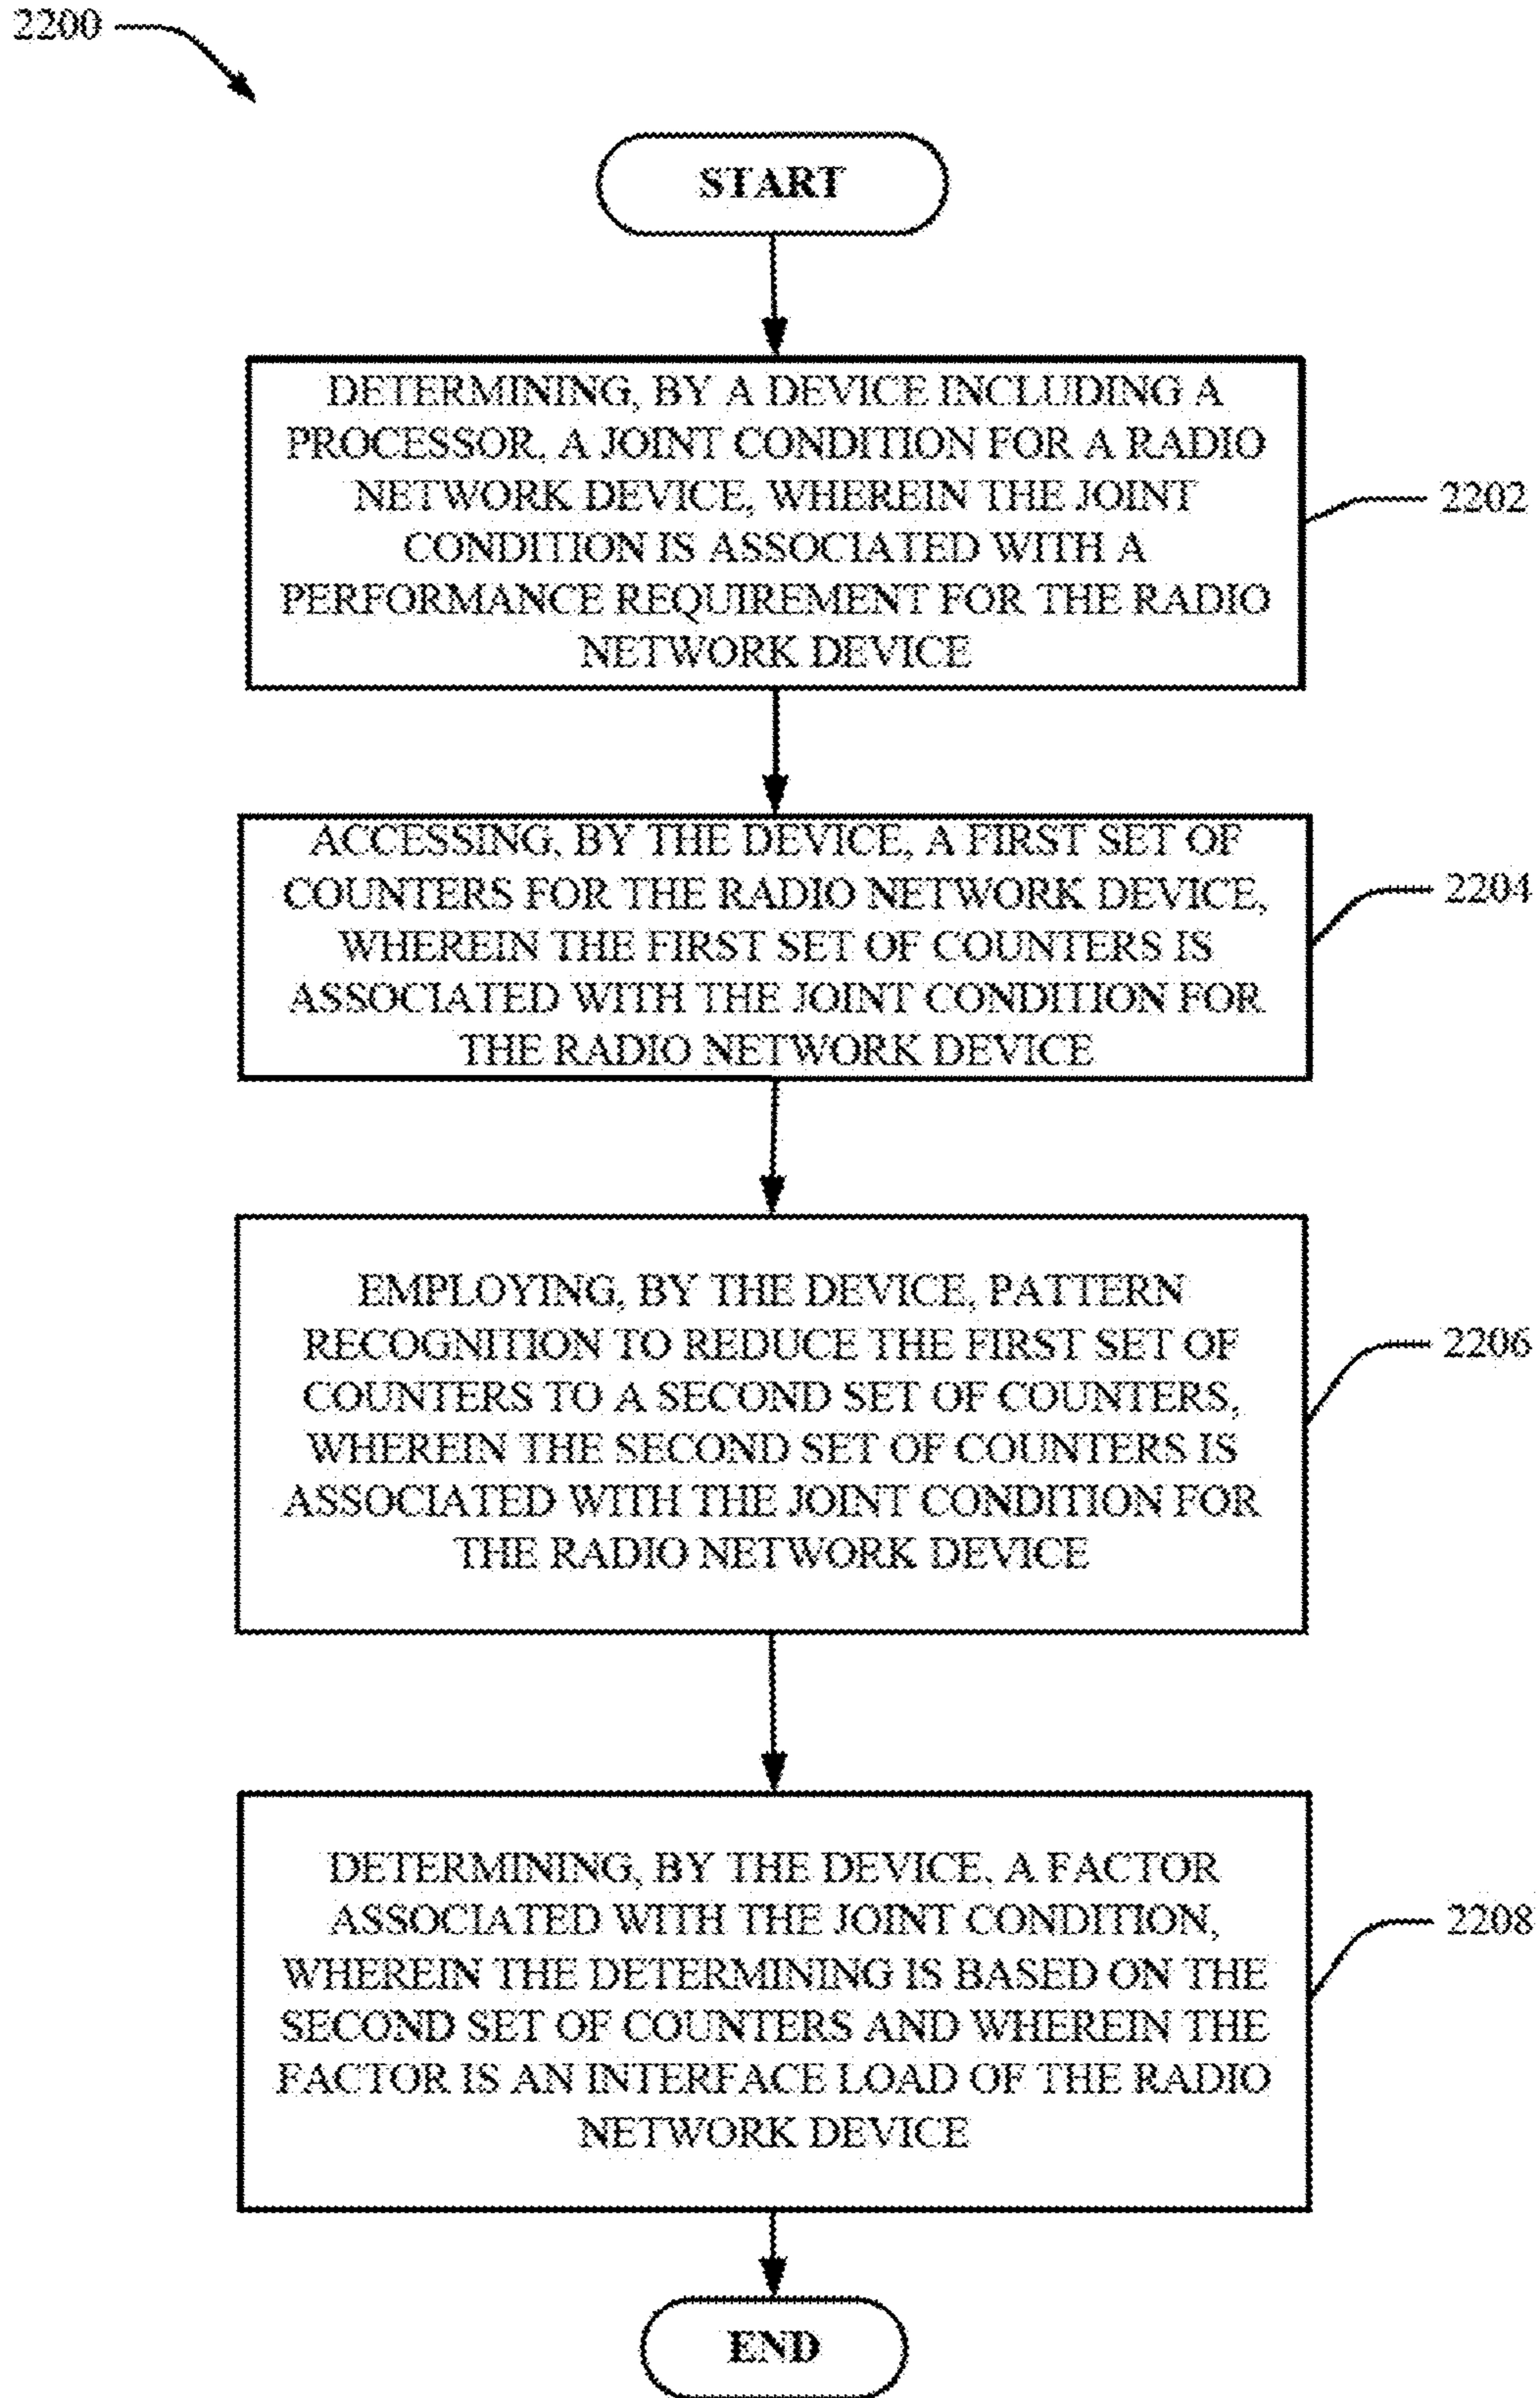 2200
START
DETERMINING, BY A DEVICE INCLUDING A
PROCESSOR, A JOINT CONDITION FOR A RADIO
NETWORK DEVICE, WHEREIN THE JOINT
CONDITION IS ASSOCIATED WITH A
PERFORMANCE REQUIREMENT FOR THE RADIO
NETWORK DEVICE
2202
ACCESSING, BY THE DEVICE, A FIRST SET OF
COUNTERS FOR THE RADIO NETWORK DEVICE,
WHEREIN THE FIRST SET OF COUNTERS IS
ASSOCIATED WITH THE JOINT CONDITION FOR
THE RADIO NETWORK DEVICE
2204
EMPLOYING, BY THE DEVICE, PATTERN
RECOGNITION TO REDUCE THE FIRST SET OF
COUNTERS TO A SECOND SET OF COUNTERS,
WHEREIN THE SECOND SET OF COUNTERS IS
ASSOCIATED WITH THE JOINT CONDITION FOR
THE RADIO NETWORK DEVICE
2206
DETERMINING, BY THE DEVICE, A FACTOR
ASSOCIATED WITH THE JOINT CONDITION,
WHEREIN THE DETERMINING IS BASED ON THE
SECOND SET OF COUNTERS AND WHEREIN THE
FACTOR IS AN INTERFACE LOAD OF THE RADIO
NETWORK DEVICE
2208
END